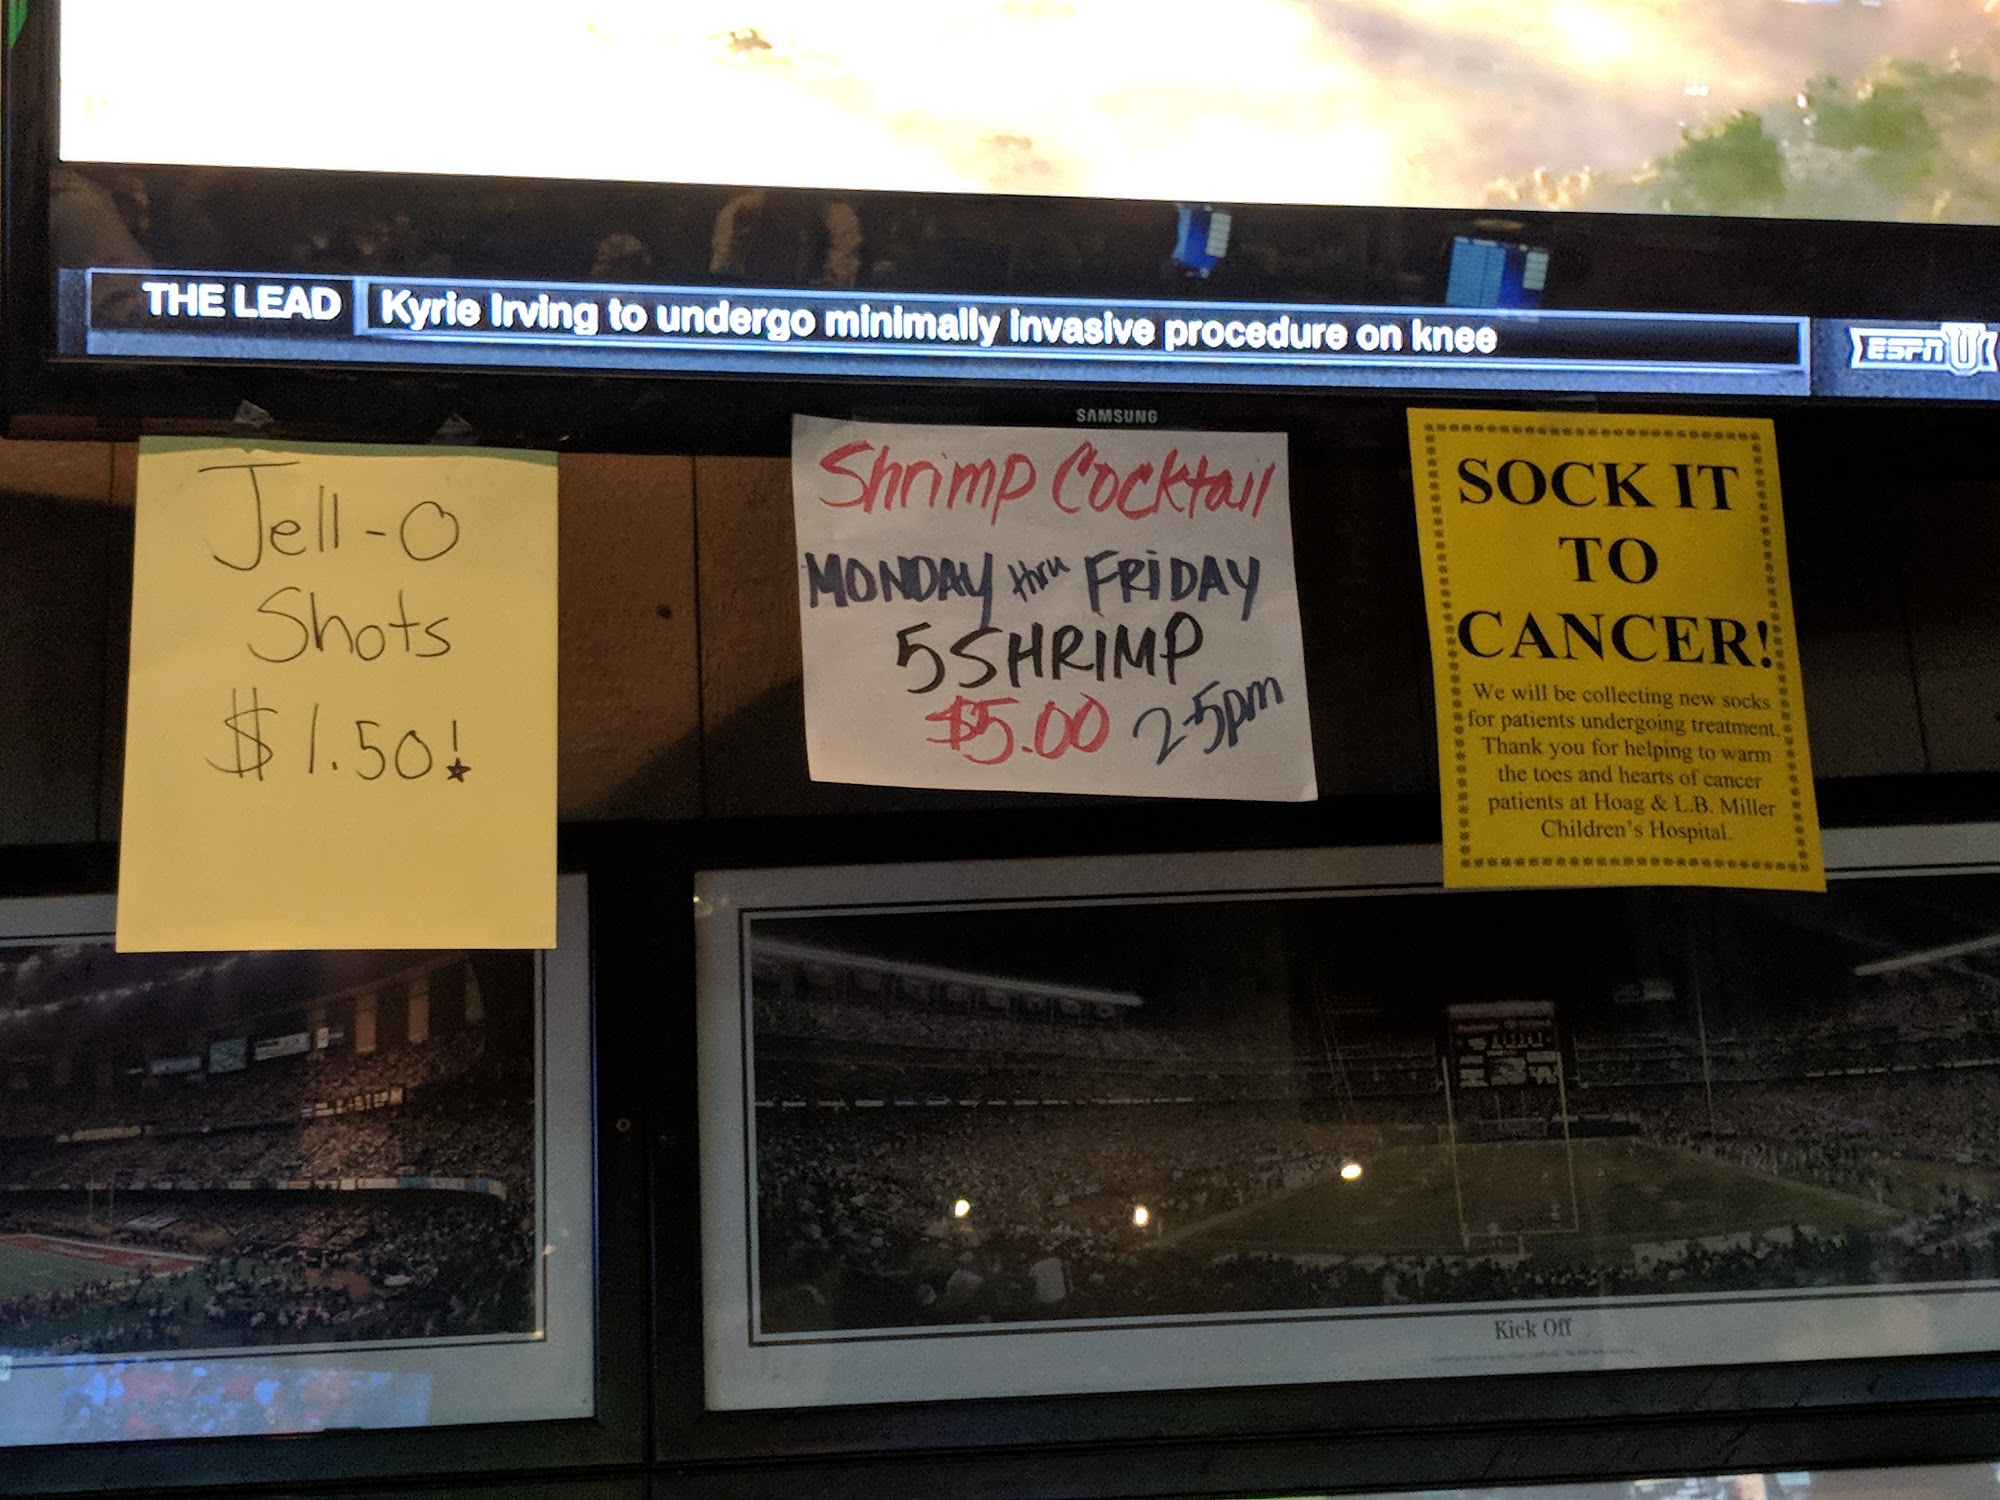 THE LEAD
Kyrie Irving to undergo minimally invasive procedure on knee
ESPN U
SAMSUNG
Jell-O
Shots
$1.50!
Shrimp Cocktail
MONDAY thru FRIDAY
5 SHRIMP
$5.00 2-5pm
SOCK IT
TO
CANCER!
We will be collecting new socks
for patients undergoing treatment.
Thank you for helping to warm
the toes and hearts of cancer
patients at Hoag & L.B. Miller
Children's Hospital.
Kick Off